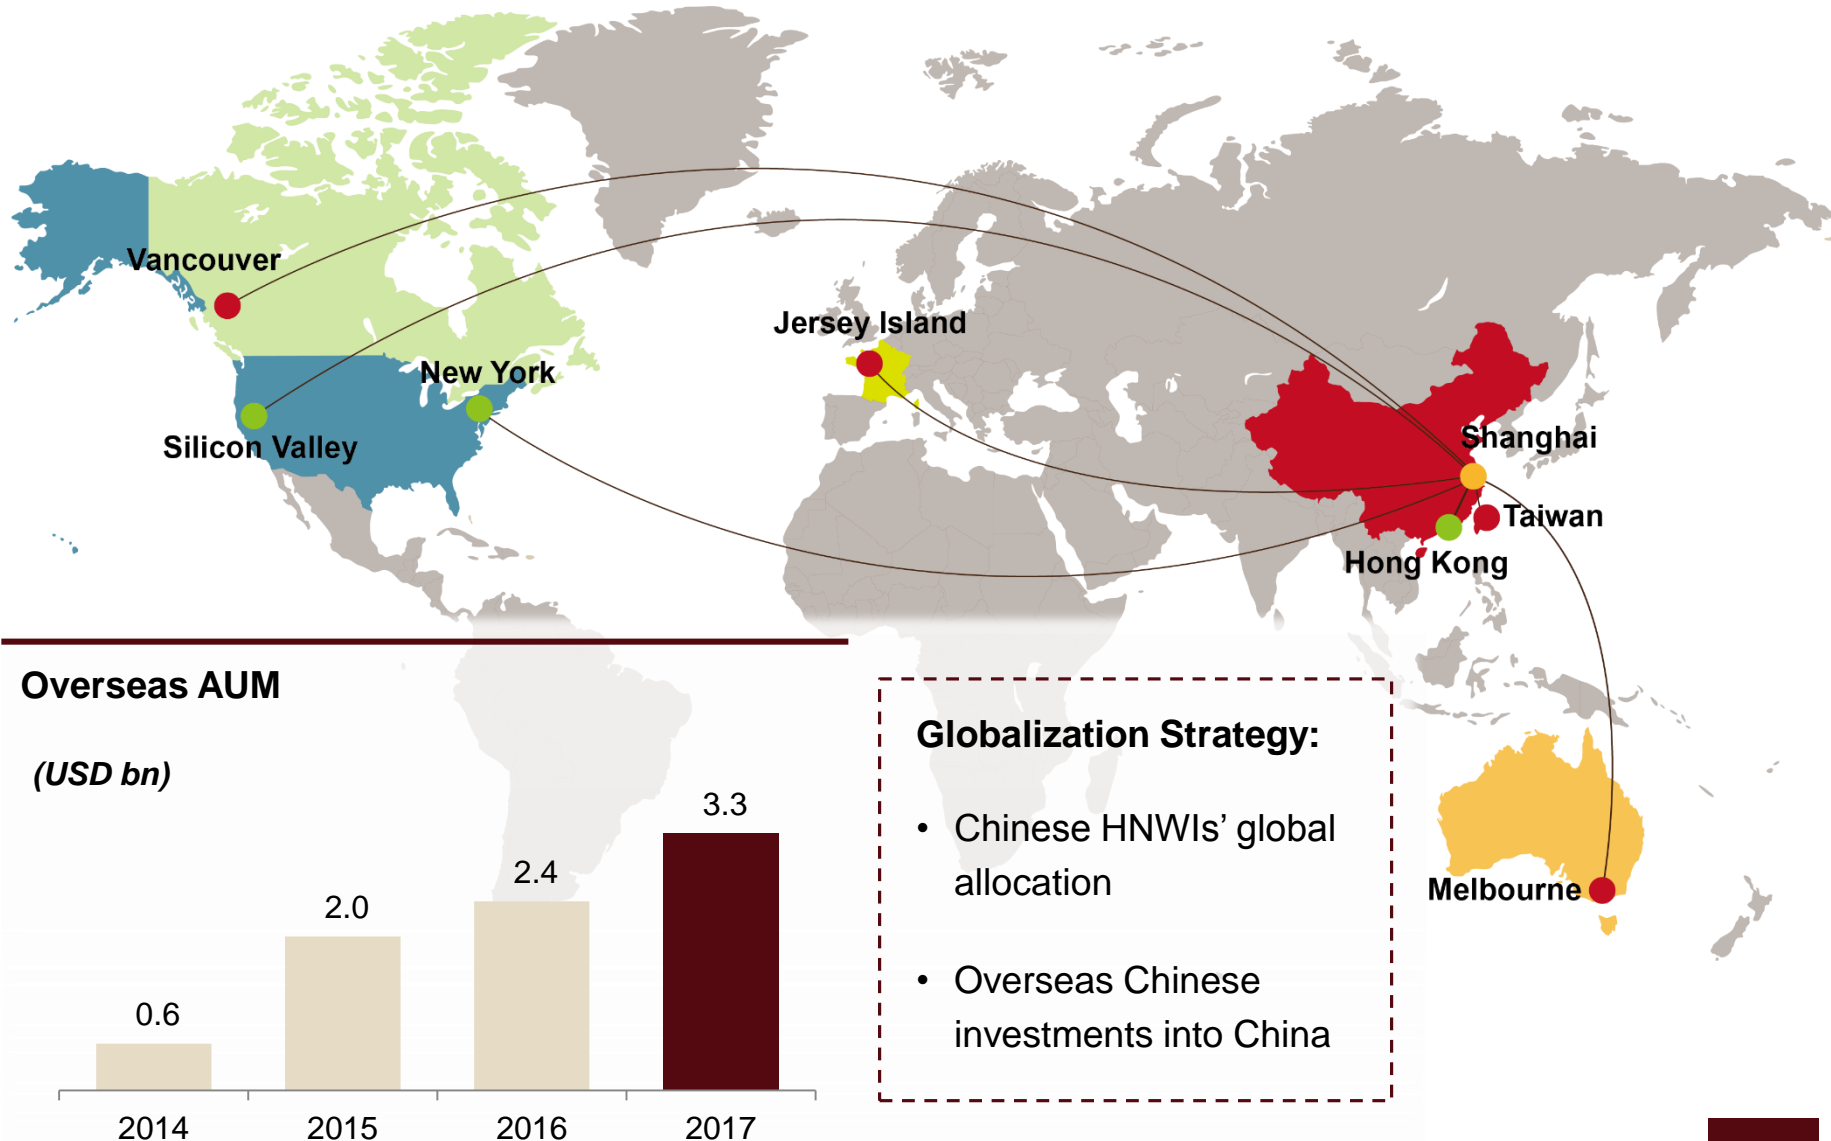 Vancouver
Jersey Island
New York
Silicon Valley
Shanghai
Taiwan
Hong Kong
Melbourne
Overseas AUM
(USD bn)
3.3
2.4
2.0
0.6
2014 2015 2016 2017
Globalization Strategy:
• Chinese HNWIs’ global
allocation
• Overseas Chinese
investments into China